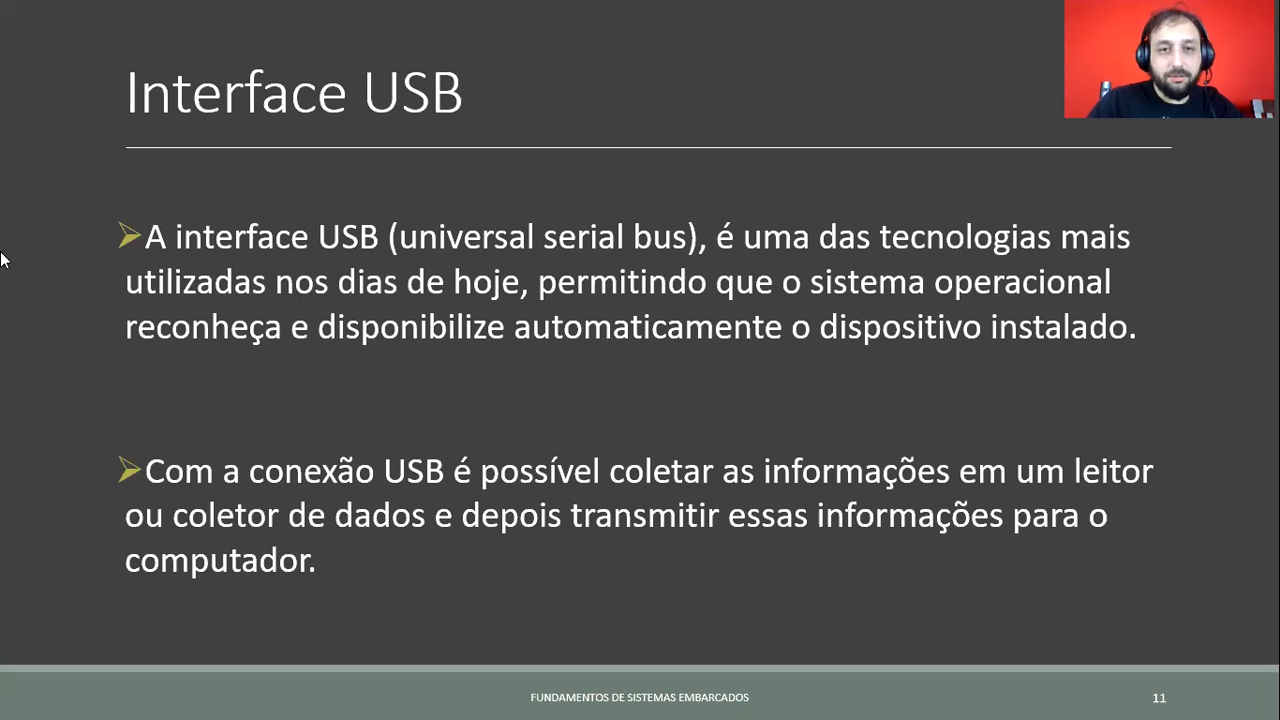 Interface USB
A interface USB (universal serial bus), é uma das tecnologias mais
utilizadas nos dias de hoje, permitindo que o sistema operacional
reconheça e disponibilize automaticamente o dispositivo instalado.
Com a conexão USB é possível coletar as informações em um leitor
ou coletor de dados e depois transmitir essas informações para o
computador.
FUNDAMENTOS DE SISTEMAS EMBARCADOS
11